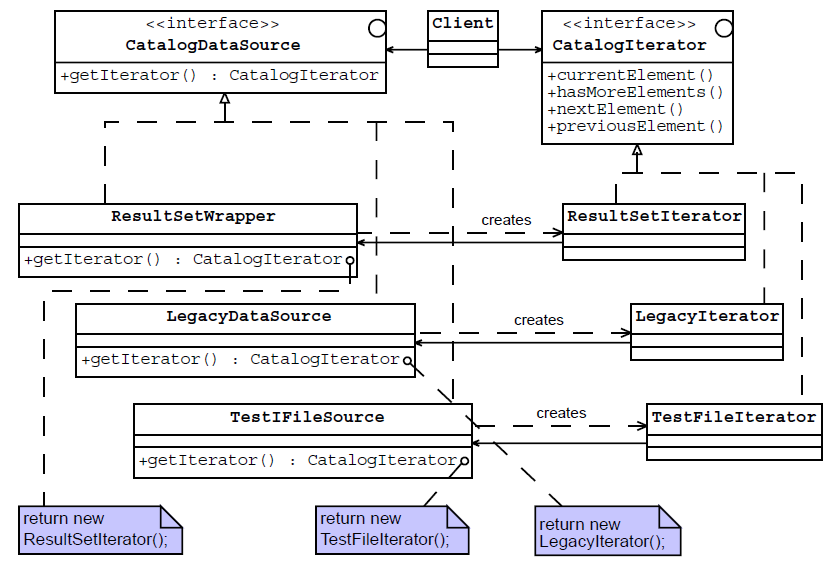 <<interface>>
CatalogDataSource
+getIterator() : CatalogIterator
Client
<<interface>>
CatalogIterator
+currentElement()
+hasMoreElements()
+nextElement()
+previousElement()
ResultSetWrapper
+getIterator() : CatalogIterator
creates
ResultSetIterator
LegacyDataSource
+getIterator() : CatalogIterator
creates
LegacyIterator
TestIFileSource
+getIterator() : CatalogIterator
creates
TestFileIterator
return new
ResultSetIterator();
return new
TestFileIterator();
return new
LegacyIterator();